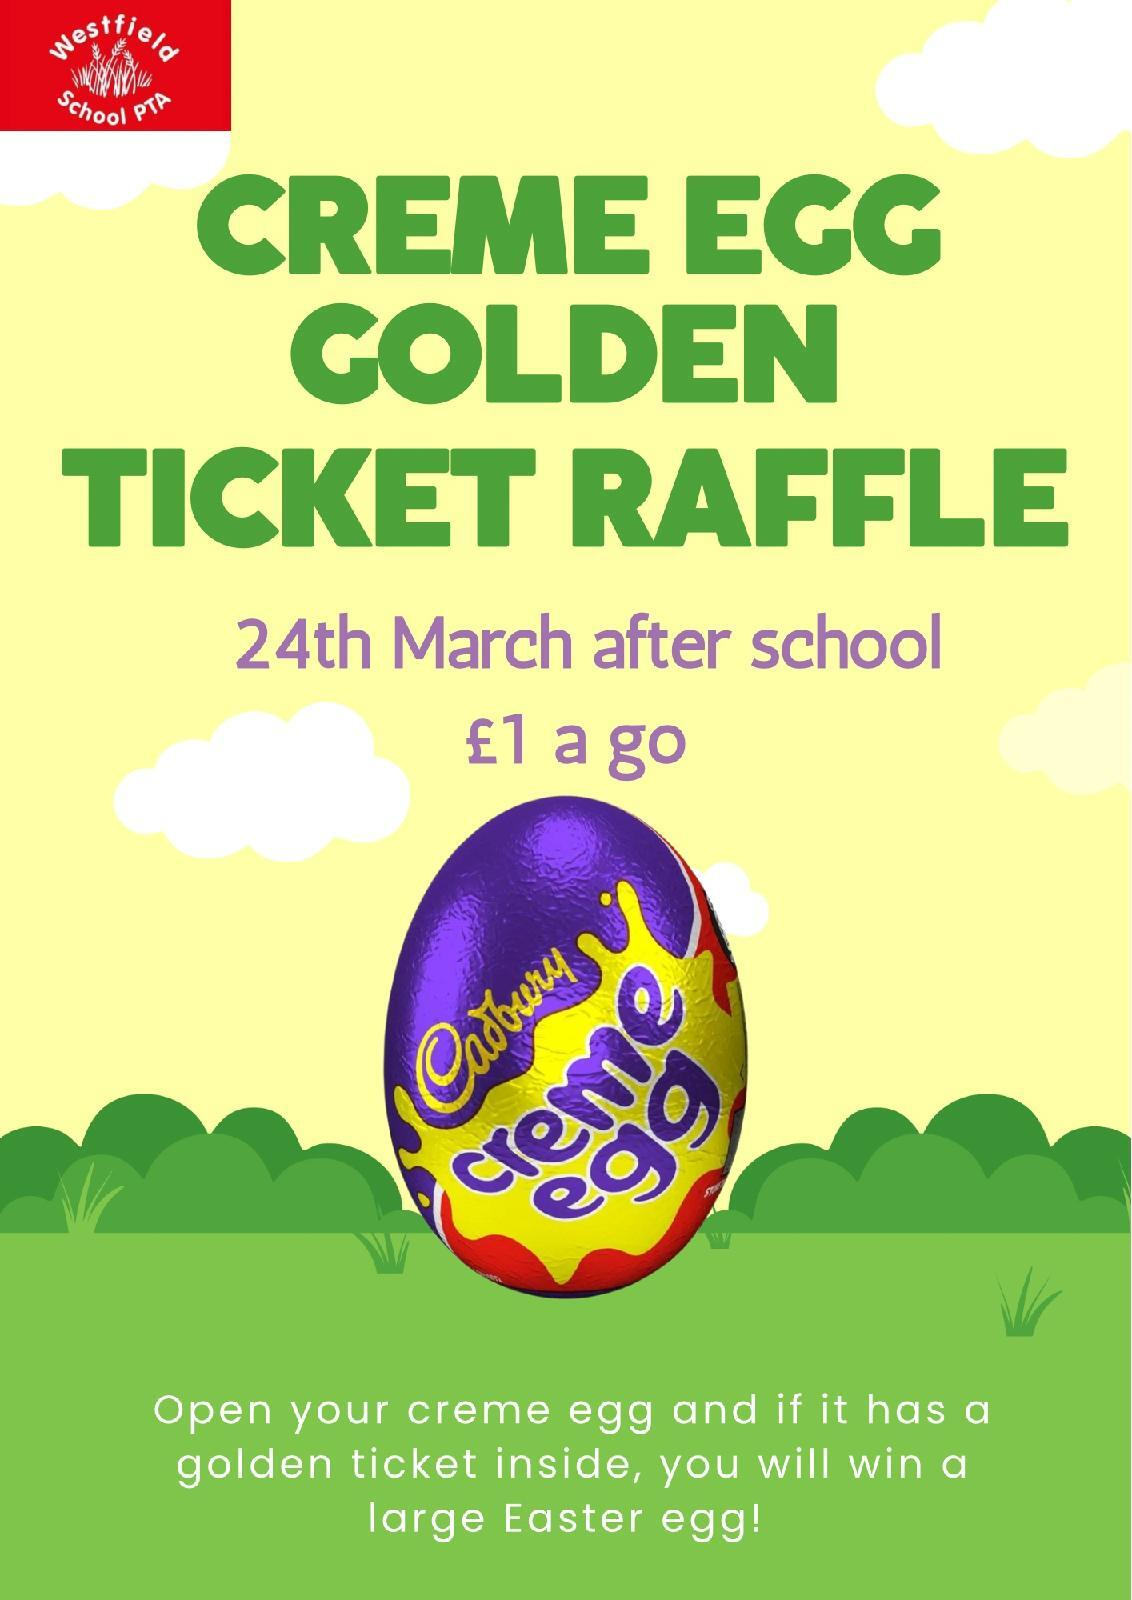 Westfield
School PTA
CREME EGG
GOLDEN
TICKET RAFFLE
24th March after school
£1 a go
Cadbury
creme
egg
Open your creme egg and if it has a
golden ticket inside, you will win a
large Easter egg!